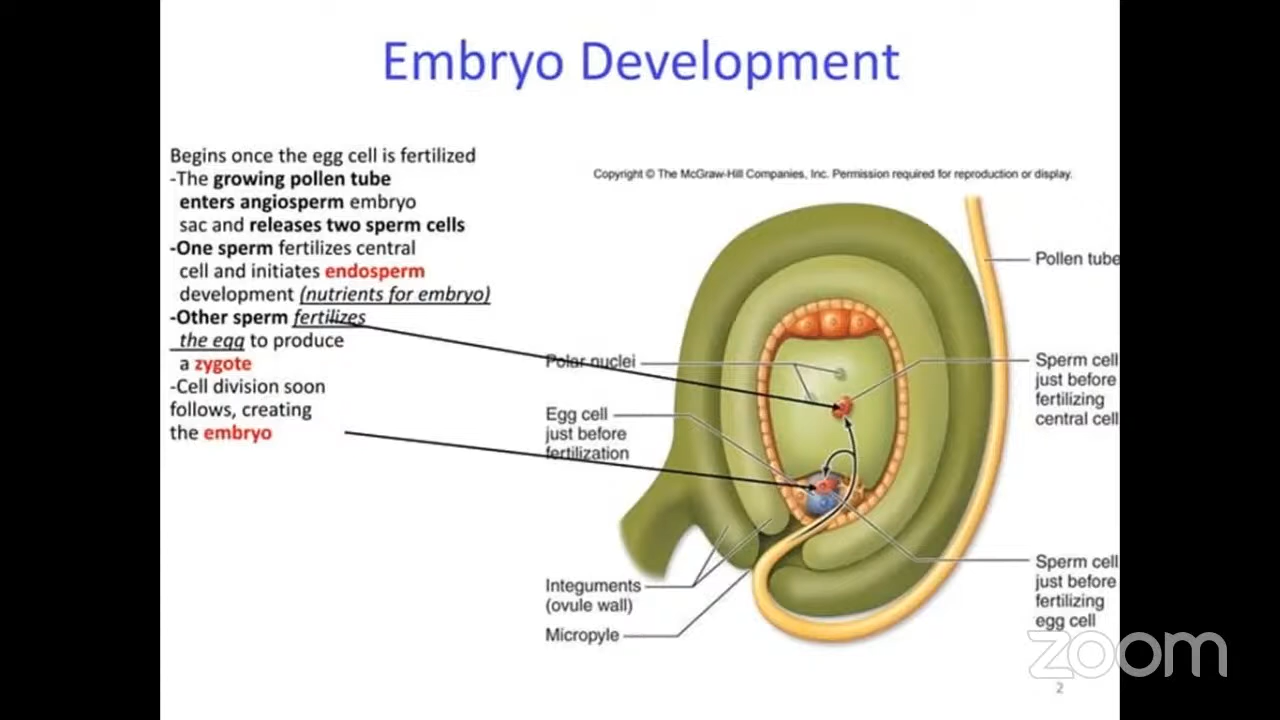 Embryo Development
Begins once the egg cell is fertilized
-The growing pollen tube
enters angiosperm embryo
sac and releases two sperm cells
-One sperm fertilizes central
cell and initiates endosperm
development (nutrients for embryo)
-Other sperm fertilizes
the egg to produce
a zygote
-Cell division soon
follows, creating
the embryo
Copyright © The McGraw-Hill Companies, Inc. Permission required for reproduction or display.
Pollen tube
Polar nuclei
Sperm cell
just before
fertilizing
central cell
Egg cell
just before
fertilization
Integuments
(ovule wall)
Micropyle
Sperm cell
just before
fertilizing
egg cell
zoom
2